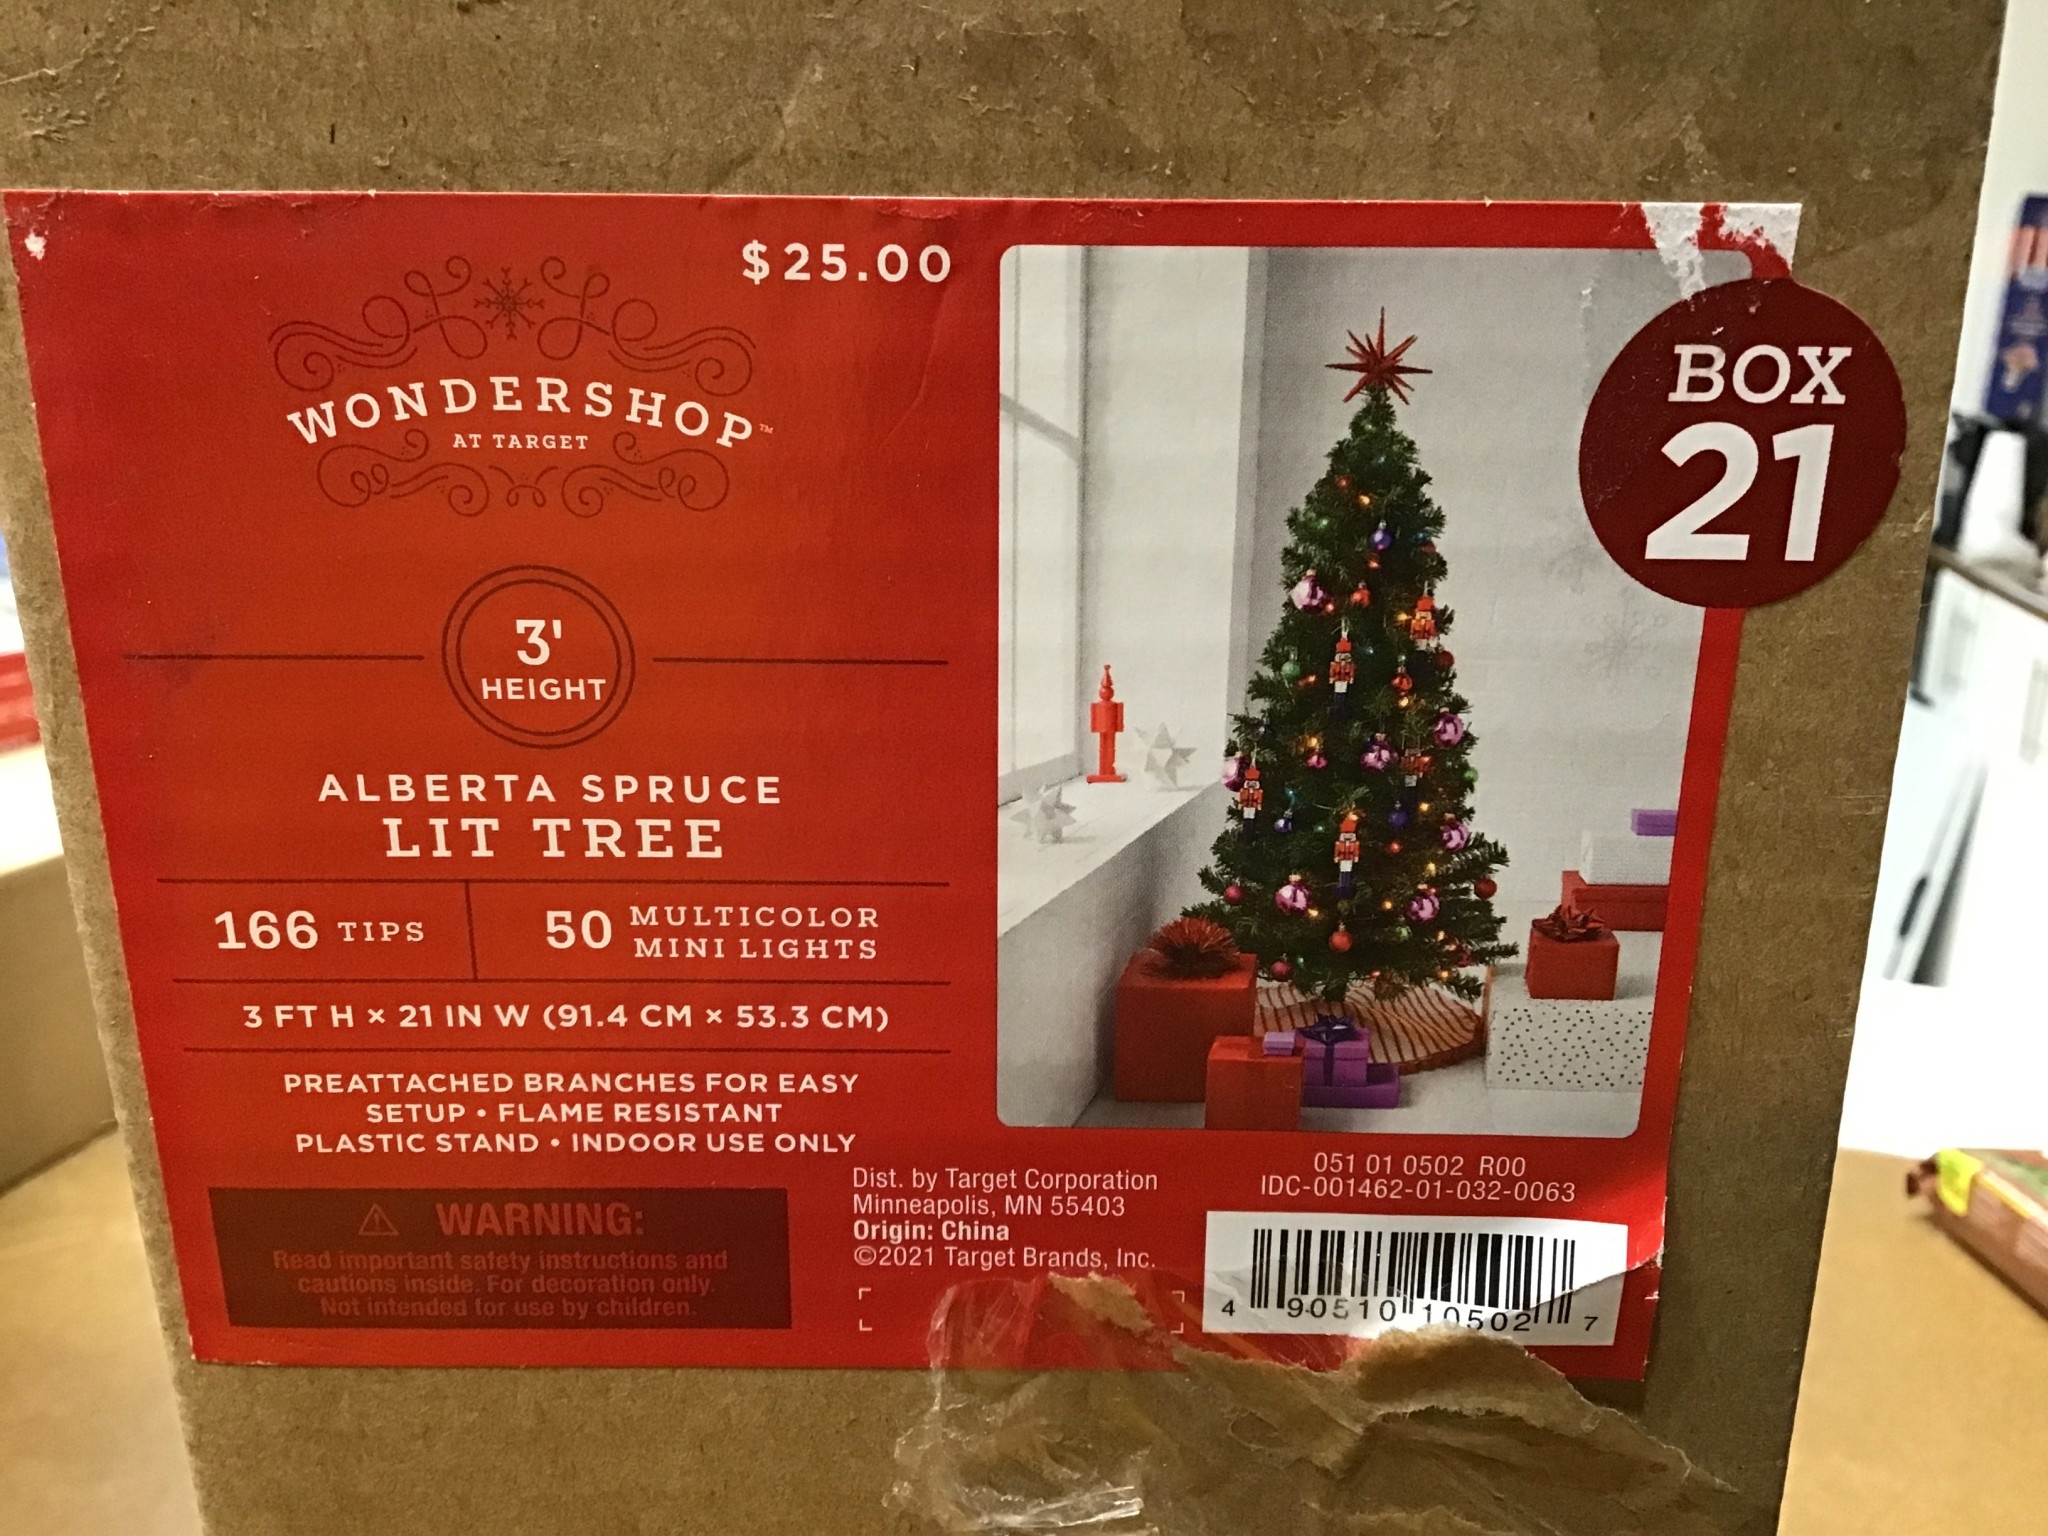 $25.00
WONDERSHOP™
AT TARGET
BOX
21
3'
HEIGHT
ALBERTA SPRUCE
LIT TREE
166 TIPS
50 MULTICOLOR
MINI LIGHTS
3 FT H × 21 IN W (91.4 CM × 53.3 CM)
PREATTACHED BRANCHES FOR EASY
SETUP • FLAME RESISTANT
PLASTIC STAND • INDOOR USE ONLY
WARNING:
Read important safety instructions and
cautions inside. For decoration only.
Not intended for use by children.
Dist. by Target Corporation
Minneapolis, MN 55403
Origin: China
©2021 Target Brands, Inc.
051 01 0502 R00
IDC-001462-01-032-0063
4 90510 10502 7